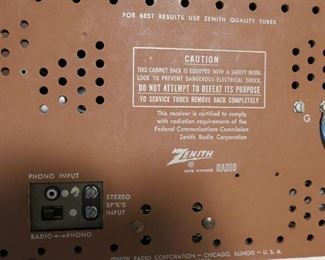 FOR BEST RESULTS USE ZENITH QUALITY TUBES
CAUTION
THIS CABINET BACK IS EQUIPPED WITH A SAFETY INTRA-
LOCK TO PREVENT DANGEROUS ELECTRICAL SHOCK.
DO NOT ATTEMPT TO DEFEAT ITS PURPOSE
TO SERVICE TUBES REMOVE BACK COMPLETELY
This receiver is certified to comply
with radiation requirements of the
Federal Communications Commission
Zenith Radio Corporation
G
ZENITH
RADIO
PHONO INPUT
STEREO
SP'K'S
INPUT
RADIO PHONO
ZENITH RADIO CORPORATION – CHICAGO, ILLINOIS – U. S. A.